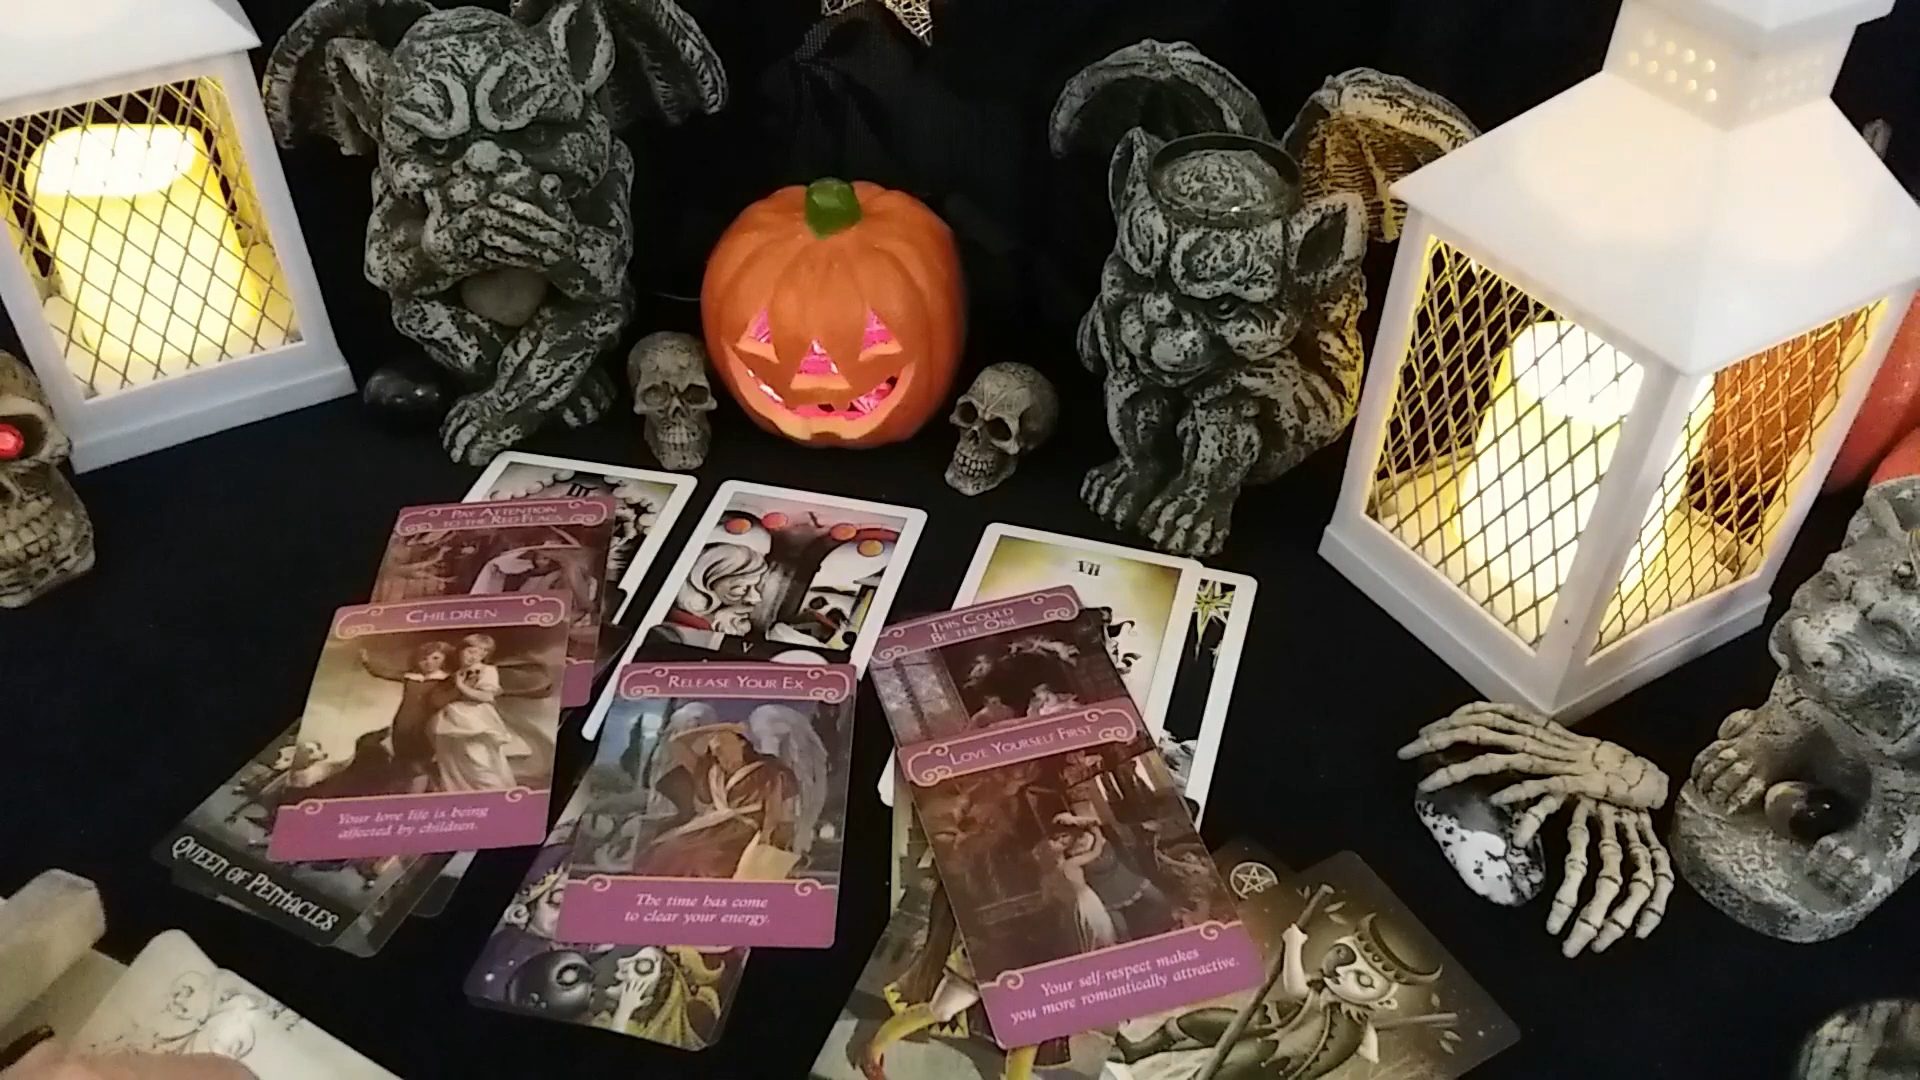 III
PAY ATTENTION
TO THE RED FLAGS
CHILDREN
Your love life is being
affected by children.
QUEEN OF PENTACLES
V
RELEASE YOUR EX
The time has come
to clear your energy.
VII
THIS COULD
BE THE ONE
LOVE YOURSELF FIRST
Your self-respect makes
you more romantically attractive.